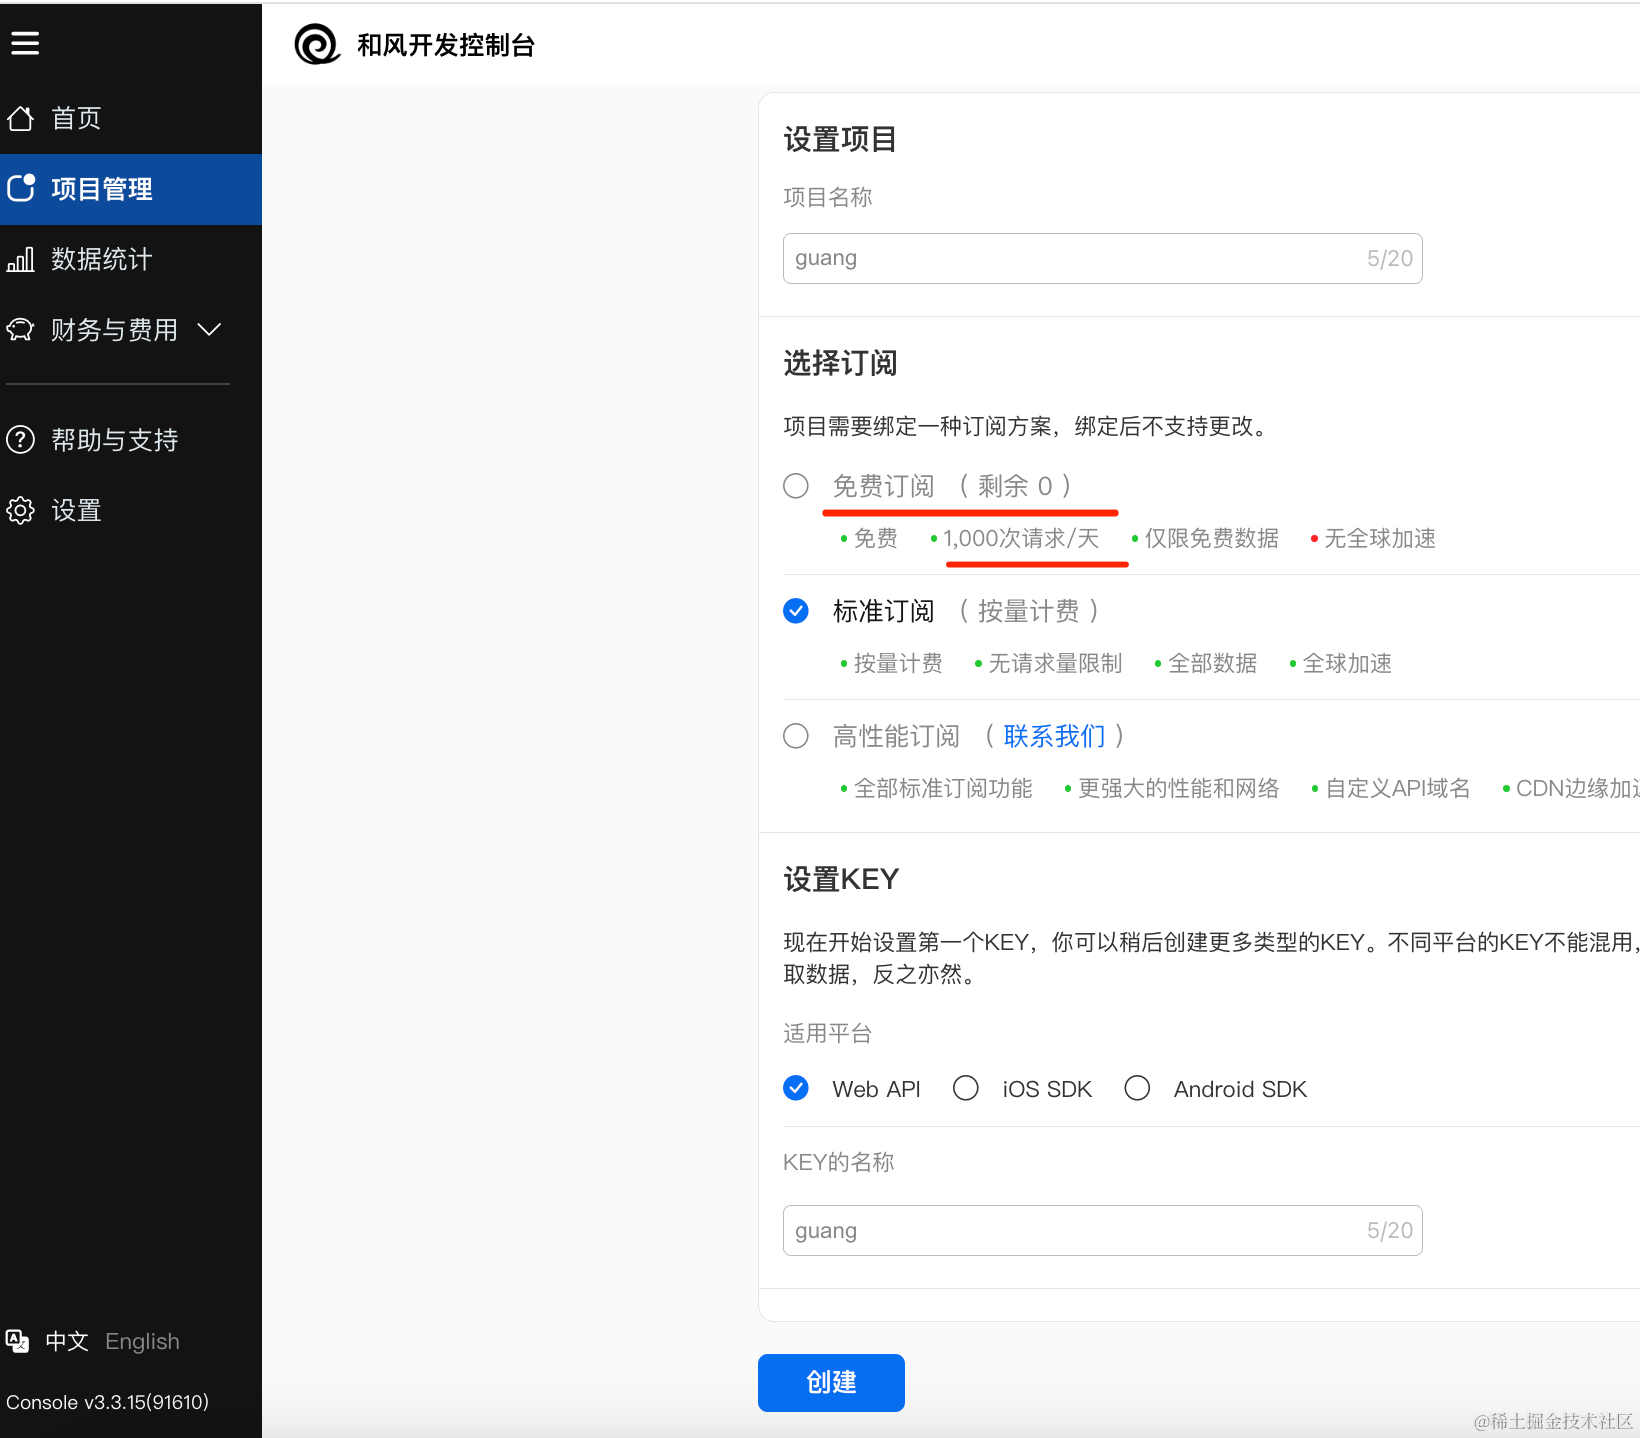 和风开发控制台
首页
项目管理
数据统计
财务与费用
帮助与支持
设置
中文 English
Console v3.3.15(91610)
设置项目
项目名称
guang 5/20
选择订阅
项目需要绑定一种订阅方案，绑定后不支持更改。
免费订阅 （ 剩余 0 ）
免费 1,000次请求/天 仅限免费数据 无全球加速
标准订阅 （ 按量计费 ）
按量计费 无请求量限制 全部数据 全球加速
高性能订阅 （ 联系我们 ）
全部标准订阅功能 更强大的性能和网络 自定义API域名 CDN边缘加
设置KEY
现在开始设置第一个KEY，你可以稍后创建更多类型的KEY。不同平台的KEY不能混用，
取数据，反之亦然。
适用平台
Web API iOS SDK Android SDK
KEY的名称
guang 5/20
创建
@稀土掘金技术社区